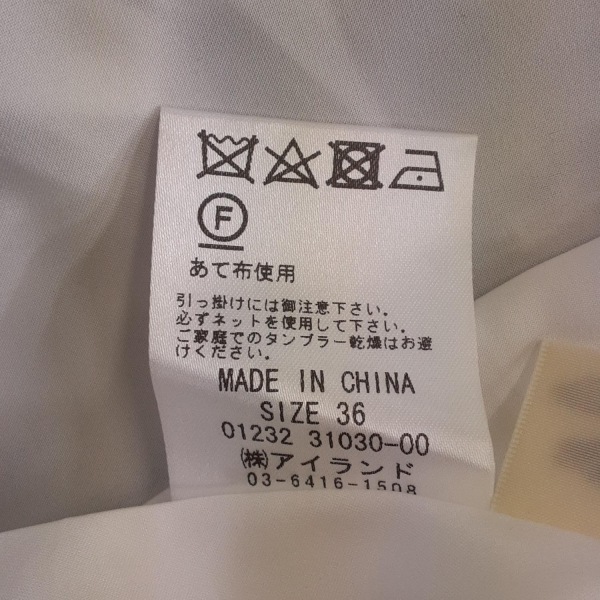 F
あて布使用
引っ掛けには御注意下さい。
必ずネットを使用して下さい。
ご家庭でのタンブラー乾燥はお避
けください。
MADE IN CHINA
SIZE 36
01232 31030-00
㈱アイランド
03-6416-1508